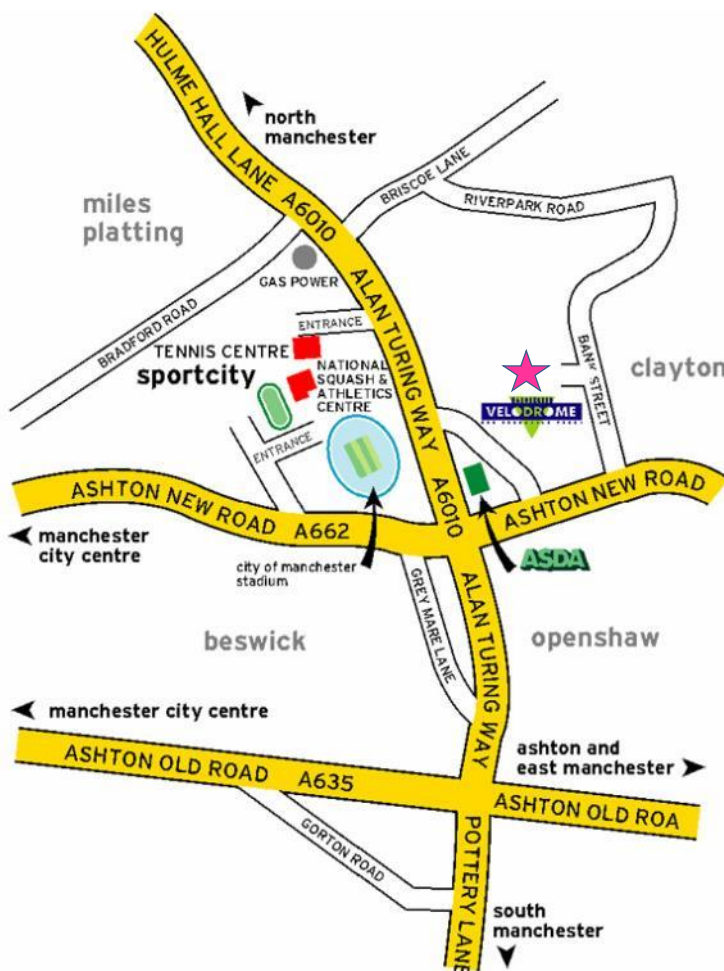 HULME HALL LANE A6010
north
manchester
BRISCOE LANE
RIVERPARK ROAD
miles
platting
GAS POWER
BRADFORD ROAD
ENTRANCE
ALAN TURING WAY
TENNIS CENTRE
sportcity
NATIONAL
SQUASH &
ATHLETICS
CENTRE
BANK STREET
clayton
VELODROME
ENTRANCE
A6010
ASHTON NEW ROAD A662
ASHTON NEW ROAD
manchester
city centre
city of manchester
stadium
ASDA
GREY MARE LANE
ALAN TURING WAY
beswick
openshaw
manchester city centre
ashton and
east manchester
ASHTON OLD ROAD A635
ASHTON OLD ROA
GORTON ROAD
POTTERY LANE
south
manchester